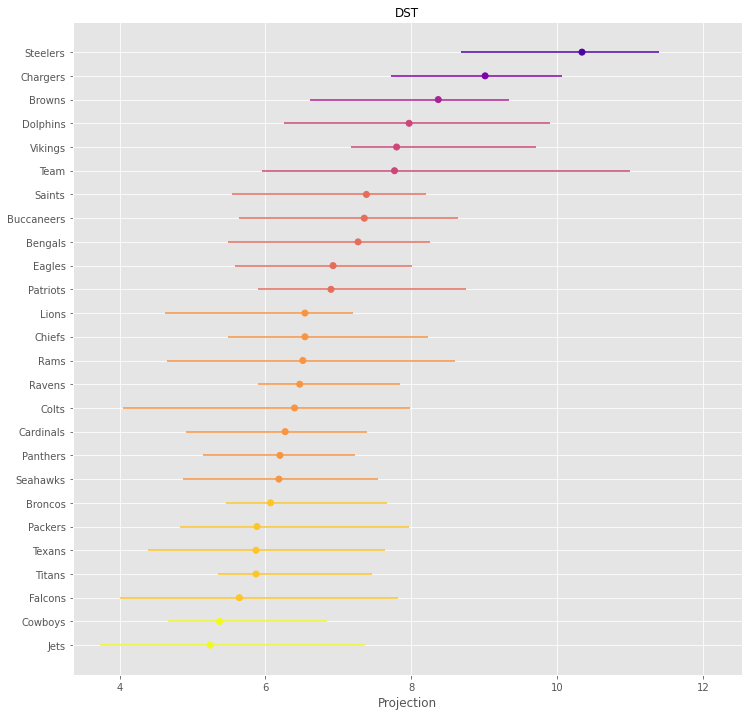 DST
Steelers
Chargers
Browns
Dolphins
Vikings
Team
Saints
Buccaneers
Bengals
Eagles
Patriots
Lions
Chiefs
Rams
Ravens
Colts
Cardinals
Panthers
Seahawks
Broncos
Packers
Texans
Titans
Falcons
Cowboys
Jets
4 6 8 10 12
Projection